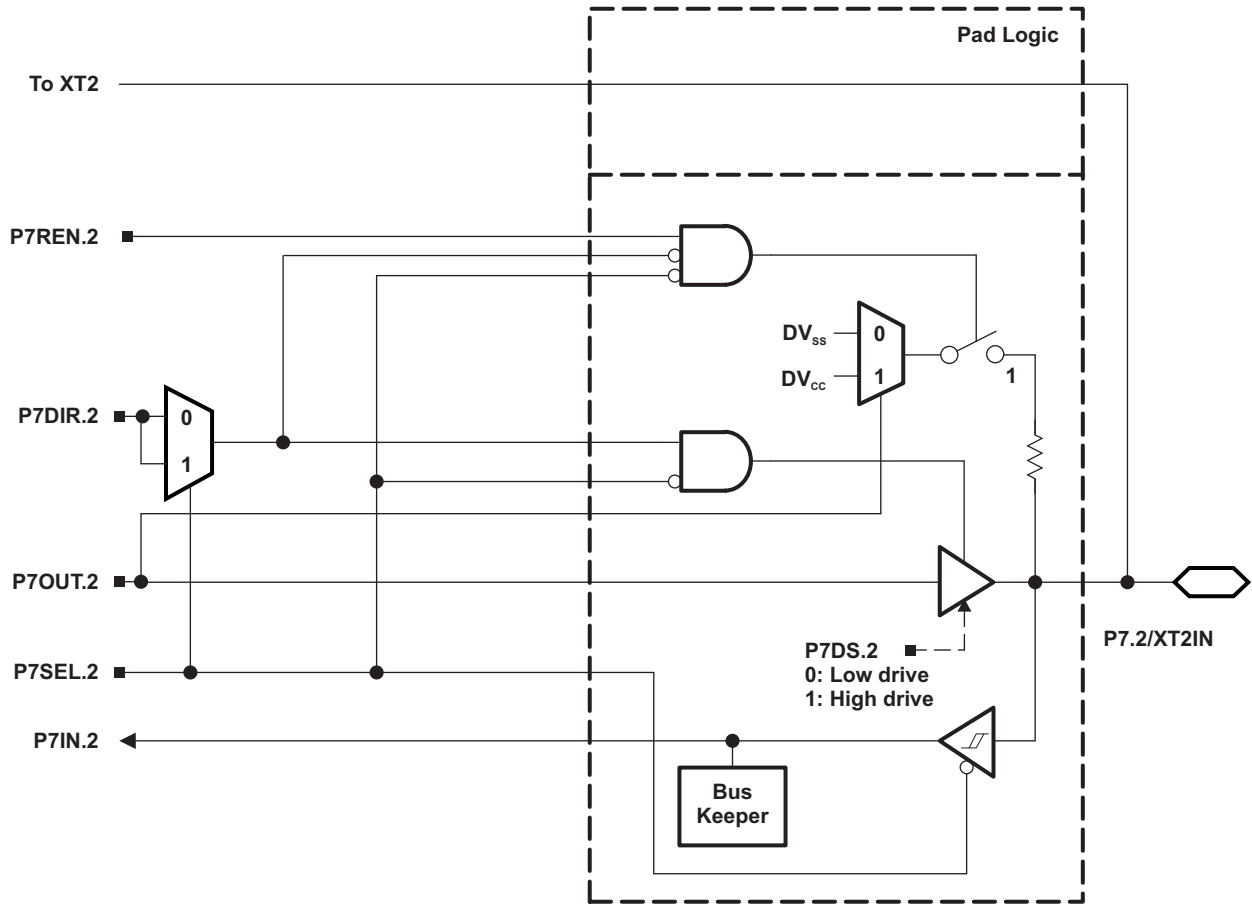 Pad Logic
To XT2
P7REN.2
DVSS
0
DVCC
1
1
P7DIR.2
0
1
P7OUT.2
P7DS.2
0: Low drive
1: High drive
P7.2/XT2IN
P7SEL.2
P7IN.2
Bus
Keeper